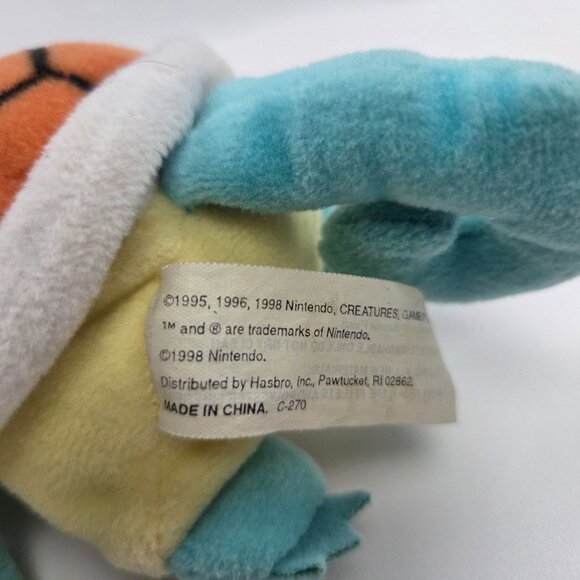 ©1995, 1996, 1998 Nintendo, CREATURES, GAME
™ and ® are trademarks of Nintendo.
©1998 Nintendo.
Distributed by Hasbro, Inc., Pawtucket, RI 02862
MADE IN CHINA. C-270